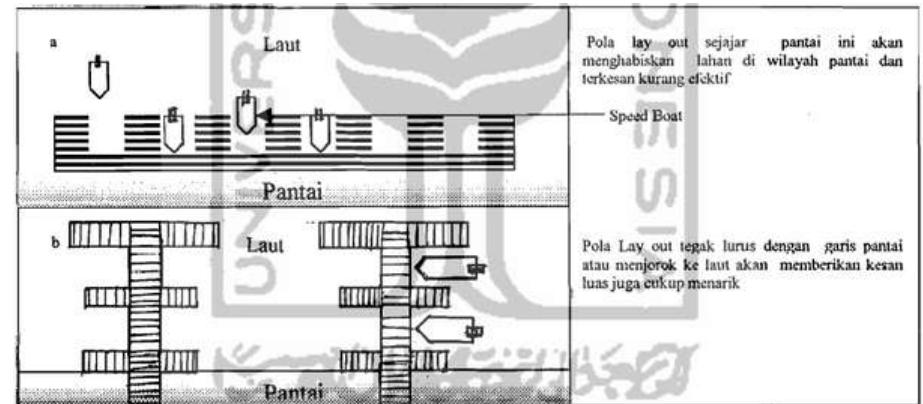 a
Laut
Pola lay out sejajar pantai ini akan
menghabiskan lahan di wilayah pantai dan
terkesan kurang efektif
Speed Boat
Pantai
b
Laut
Pola Lay out tegak lurus dengan garis pantai
atau menjorok ke laut akan memberikan kesan
luas juga cukup menarik
Pantai